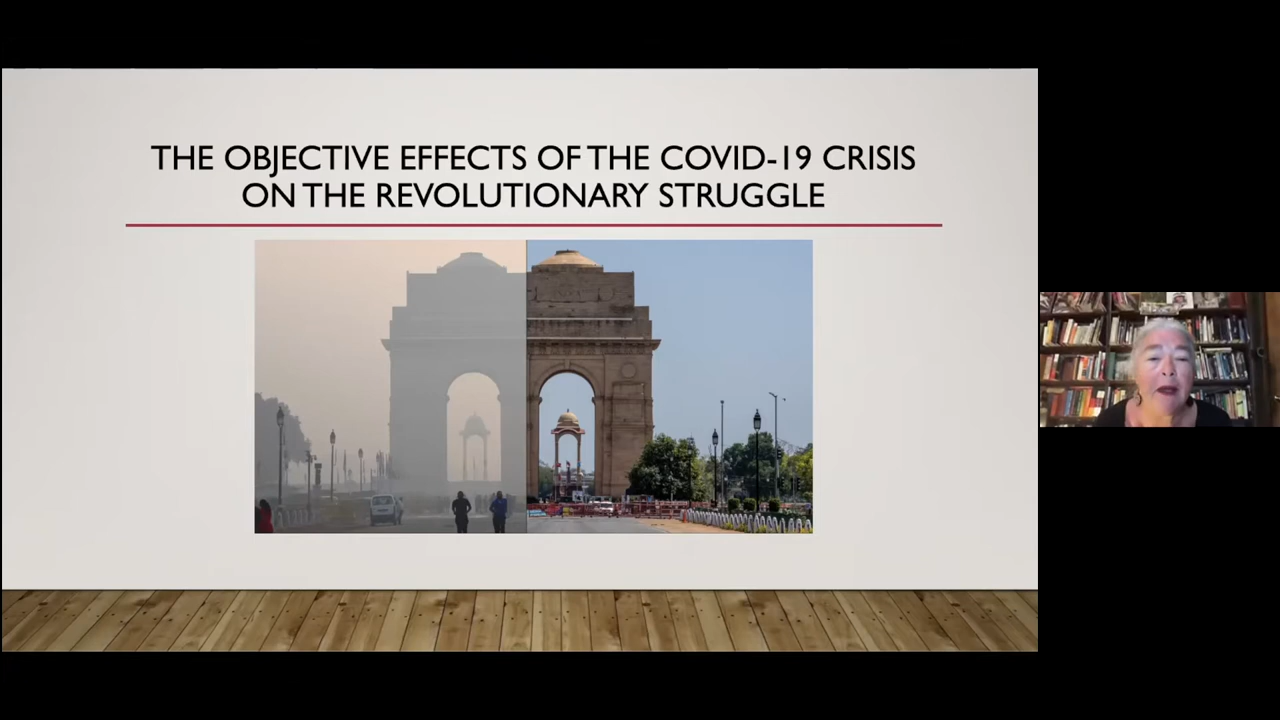 THE OBJECTIVE EFFECTS OF THE COVID-19 CRISIS
ON THE REVOLUTIONARY STRUGGLE